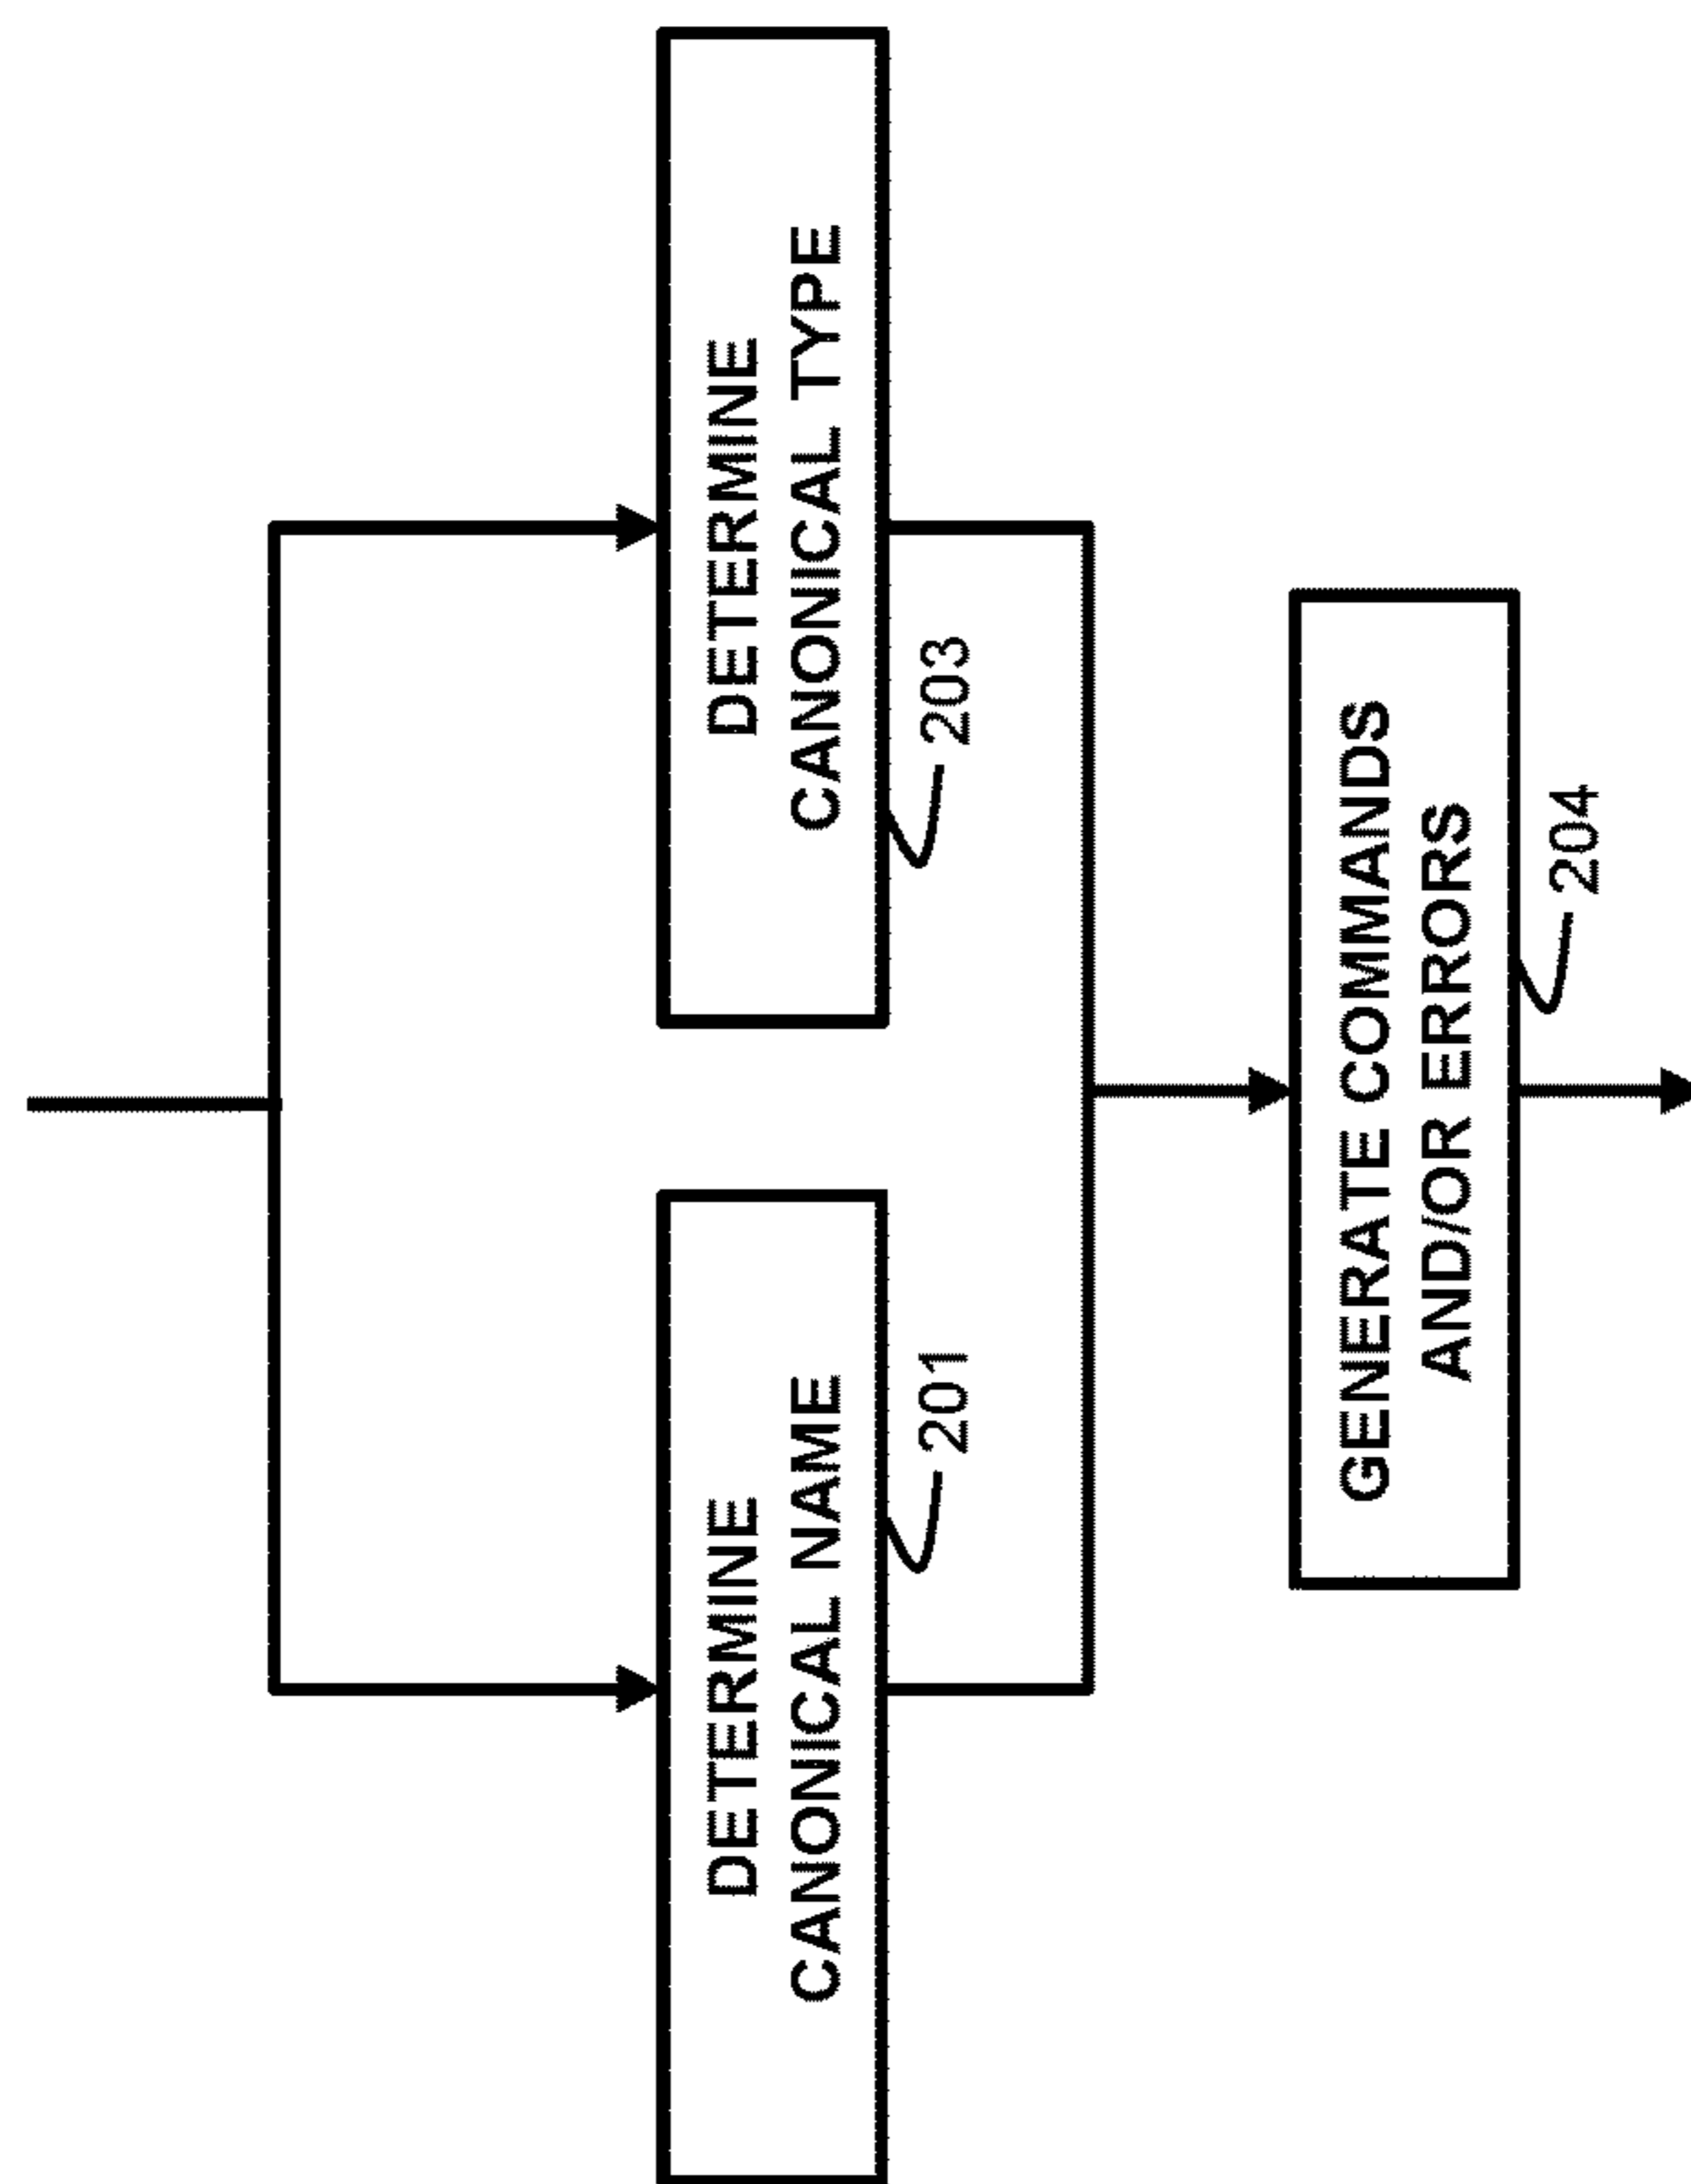 DETERMINE
CANONICAL NAME
201
DETERMINE
CANONICAL TYPE
203
GENERATE COMMANDS
AND/OR ERRORS
204